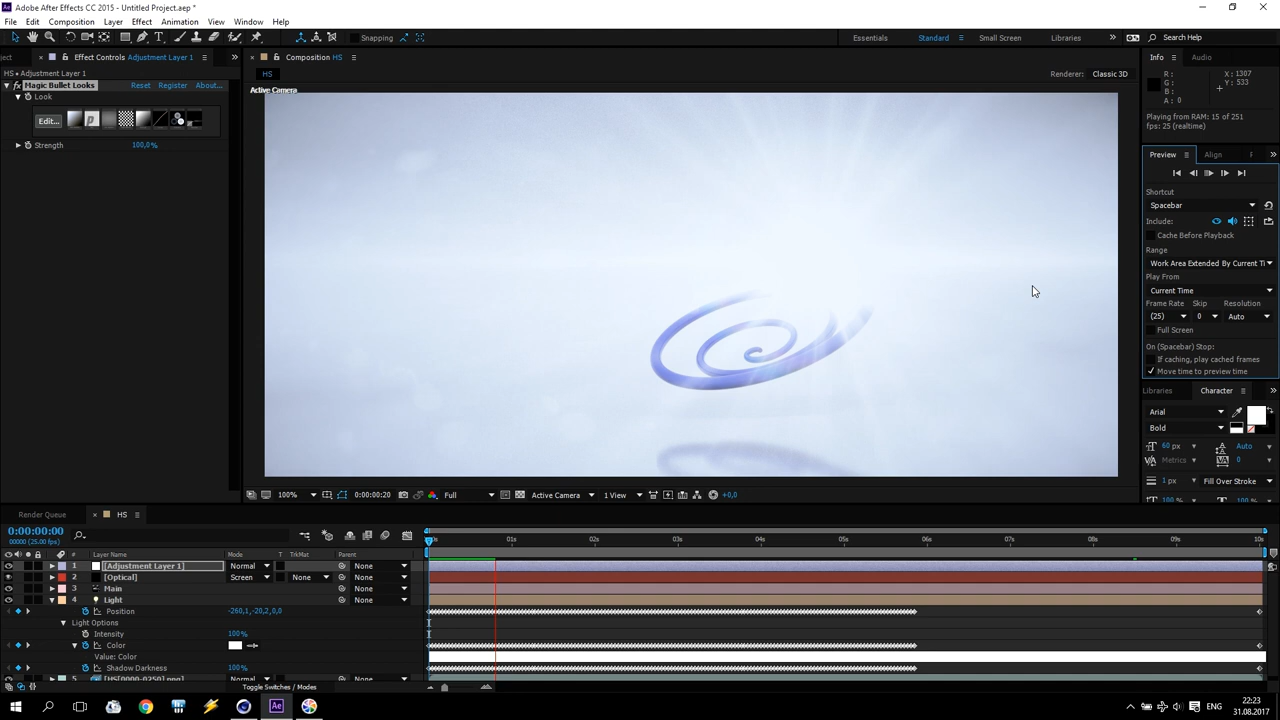 Adobe After Effects CC 2015 - Untitled Project.aep *
File Edit Composition Layer Effect Animation View Window Help
Snapping Essentials Standard Small Screen Libraries Search Help
ject Effect Controls Adjustment Layer 1
HS • Adjustment Layer 1
Magic Bullet Looks Reset Register About...
Look
Edit...
Strength 100,0%
Composition HS
HS
Renderer: Classic 3D
Active Camera
100% 0:00:00:20 Full Active Camera 1 View +0,0
Info Audio
R: X: 1307
G: Y: 533
B:
A: 0
Playing from RAM: 15 of 251
fps: 25 (realtime)
Preview Align
Shortcut
Spacebar
Include:
Cache Before Playback
Range
Work Area Extended By Current Ti
Play From
Current Time
Frame Rate Skip Resolution
(25) 0 Auto
Full Screen
On (Spacebar) Stop:
If caching, play cached frames
Move time to preview time
Libraries Character
Arial
Bold
60 px Auto
Metrics 0
1 px Fill Over Stroke
100 % 100 %
Render Queue HS
0:00:00:00
00000 (25.00 fps)
# Layer Name Mode T TrkMat Parent
01s 02s 03s 04s 05s 06s 07s 08s 09s 10s
1 [Adjustment Layer 1] Normal None
2 [Optical] Screen None None
3 Main None
4 Light None
Position -260,1,-20,2,0,0
Light Options
Intensity 100%
Color
Value: Color
Shadow Darkness 100%
5 [HS[0000-0250].png] Normal None
Toggle Switches / Modes
ENG
22:23
31.08.2017